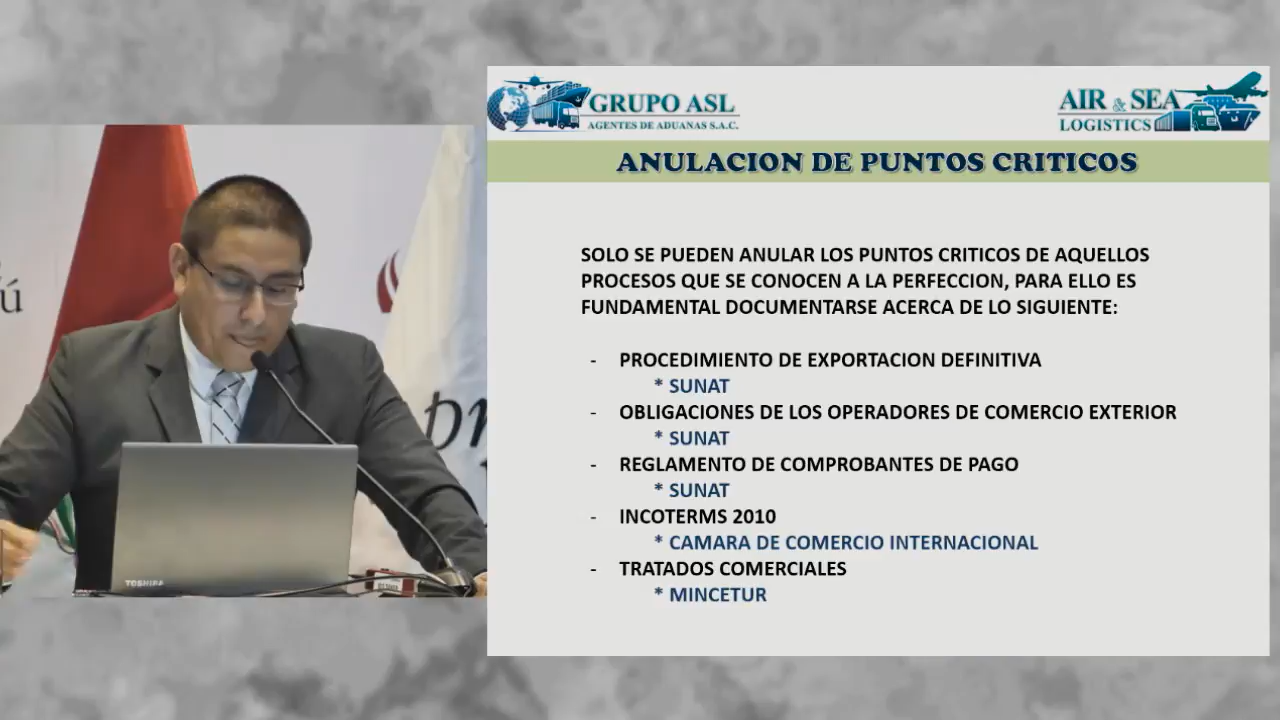 ú
pr
TOSHIBA
GRUPO ASL
AGENTES DE ADUANAS S.A.C.
AIR & SEA
LOGISTICS
ANULACION DE PUNTOS CRITICOS
SOLO SE PUEDEN ANULAR LOS PUNTOS CRITICOS DE AQUELLOS
PROCESOS QUE SE CONOCEN A LA PERFECCION, PARA ELLO ES
FUNDAMENTAL DOCUMENTARSE ACERCA DE LO SIGUIENTE:
- PROCEDIMIENTO DE EXPORTACION DEFINITIVA
* SUNAT
- OBLIGACIONES DE LOS OPERADORES DE COMERCIO EXTERIOR
* SUNAT
- REGLAMENTO DE COMPROBANTES DE PAGO
* SUNAT
- INCOTERMS 2010
* CAMARA DE COMERCIO INTERNACIONAL
- TRATADOS COMERCIALES
* MINCETUR